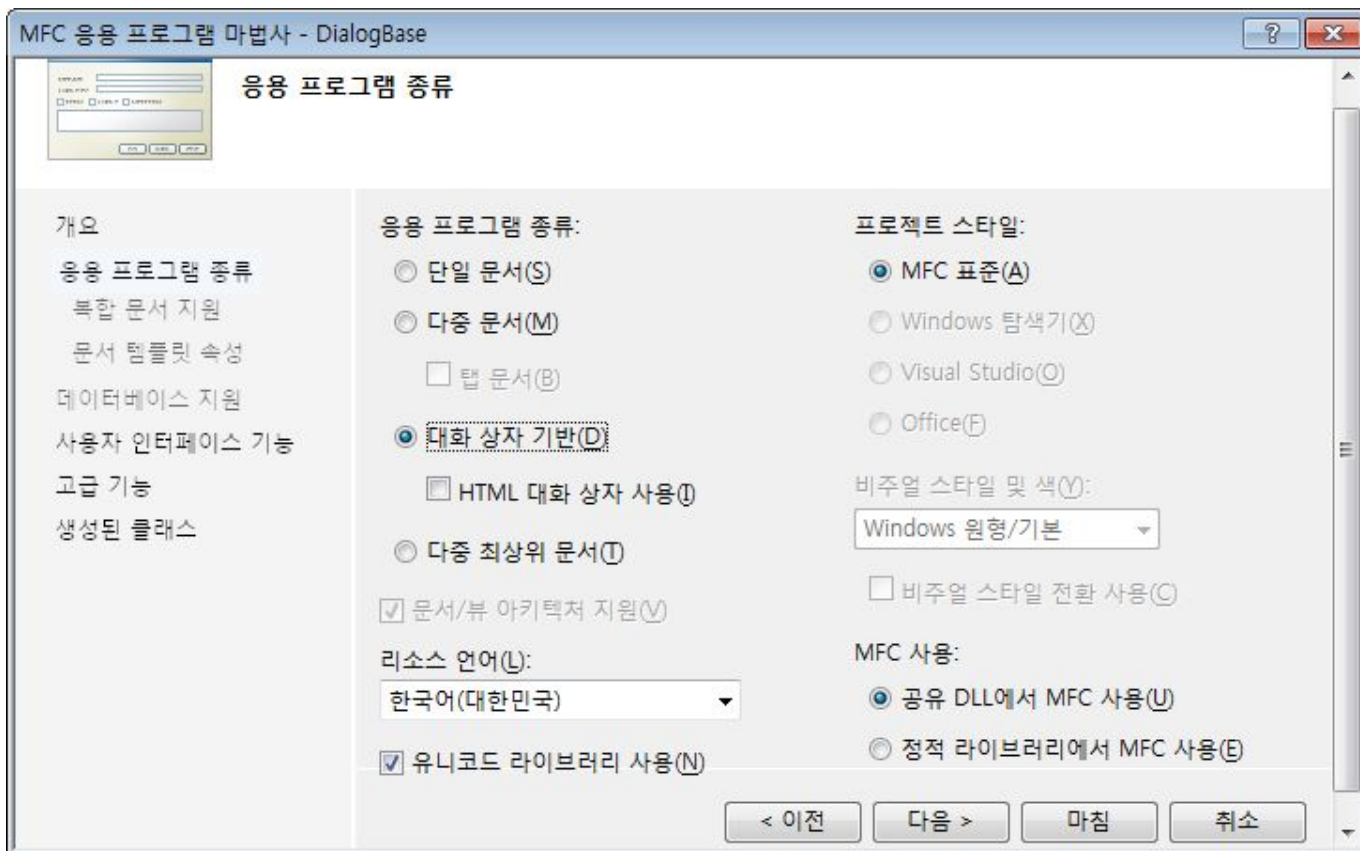 MFC 응용 프로그램 마법사 - DialogBase
응용 프로그램 종류
개요
응용 프로그램 종류
복합 문서 지원
문서 템플릿 속성
데이터베이스 지원
사용자 인터페이스 기능
고급 기능
생성된 클래스
응용 프로그램 종류:
단일 문서(S)
다중 문서(M)
탭 문서(B)
대화 상자 기반(D)
HTML 대화 상자 사용(I)
다중 최상위 문서(T)
문서/뷰 아키텍처 지원(V)
리소스 언어(L):
한국어(대한민국)
유니코드 라이브러리 사용(N)
프로젝트 스타일:
MFC 표준(A)
Windows 탐색기(X)
Visual Studio(O)
Office(F)
비주얼 스타일 및 색(Y):
Windows 원형/기본
비주얼 스타일 전환 사용(C)
MFC 사용:
공유 DLL에서 MFC 사용(U)
정적 라이브러리에서 MFC 사용(E)
< 이전
다음 >
마침
취소